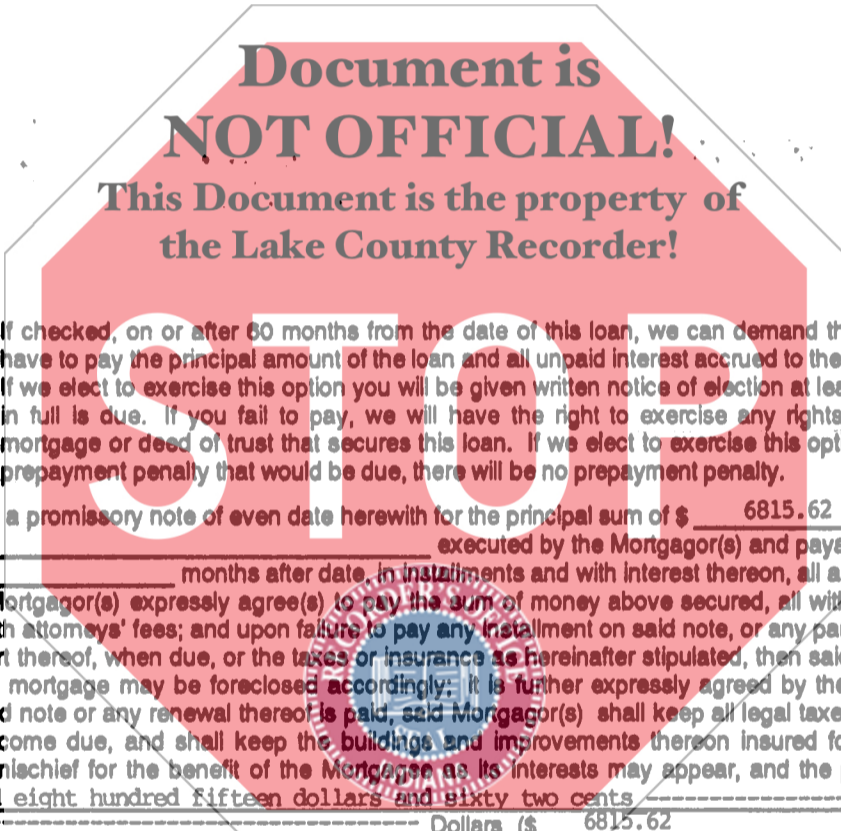 Document is
NOT OFFICIAL!
This Document is the property of
the Lake County Recorder!
STOP
If checked, on or after 60 months from the date of this loan, we can demand th
have to pay the principal amount of the loan and all unpaid interest accrued to the
If we elect to exercise this option you will be given written notice of election at lea
in full is due. If you fail to pay, we will have the right to exercise any rights
mortgage or deed of trust that secures this loan. If we elect to exercise this opt
prepayment penalty that would be due, there will be no prepayment penalty.
a promissory note of even date herewith for the principal sum of $ 6815.62
executed by the Mortgagor(s) and paya
months after date, in installments and with interest thereon, all a
ortgagor(s) expressly agree(s) to pay the sum of money above secured, all with
n attorneys' fees; and upon failure to pay any installment on said note, or any par
t thereof, when due, or the taxes or insurance as hereinafter stipulated, then said
mortgage may be foreclosed accordingly; it is further expressly agreed by the
d note or any renewal thereof is paid, said Mortgagor(s) shall keep all legal taxe
come due, and shall keep the buildings and improvements thereon insured fo
mischief for the benefit of the Mortgagee as its interests may appear, and the
eight hundred fifteen dollars and sixty two cents --------------------
---------------------------------------- Dollars ($ 6815.62
RECORDER'S OFFICE
SEAL
INDIANA